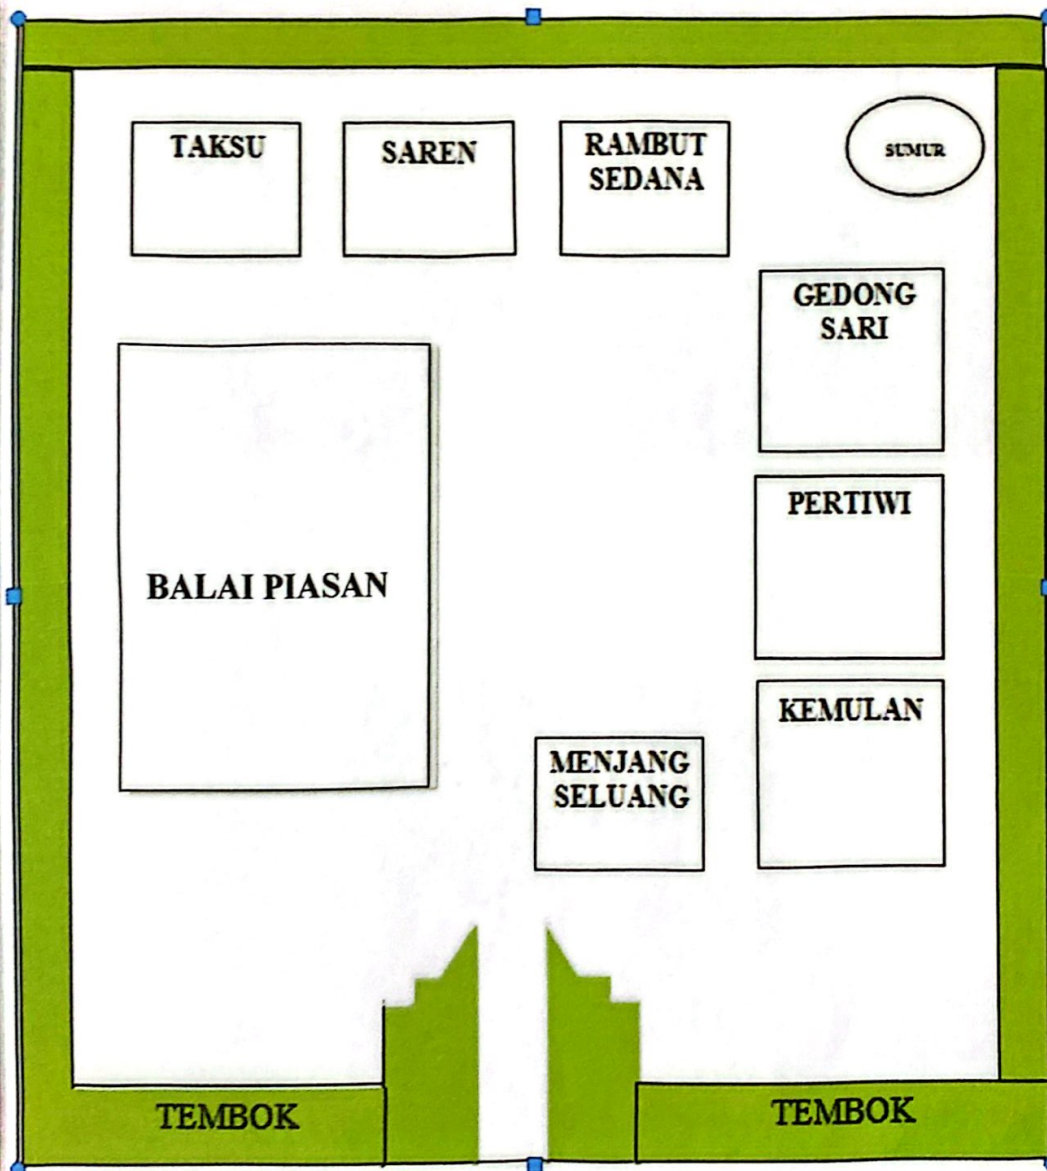 TAKSU
SAREN
RAMBUT
SEDANA
SUMUR
GEDONG
SARI
PERTIWI
BALAI PIASAN
KEMULAN
MENJANG
SELUANG
TEMBOK
TEMBOK